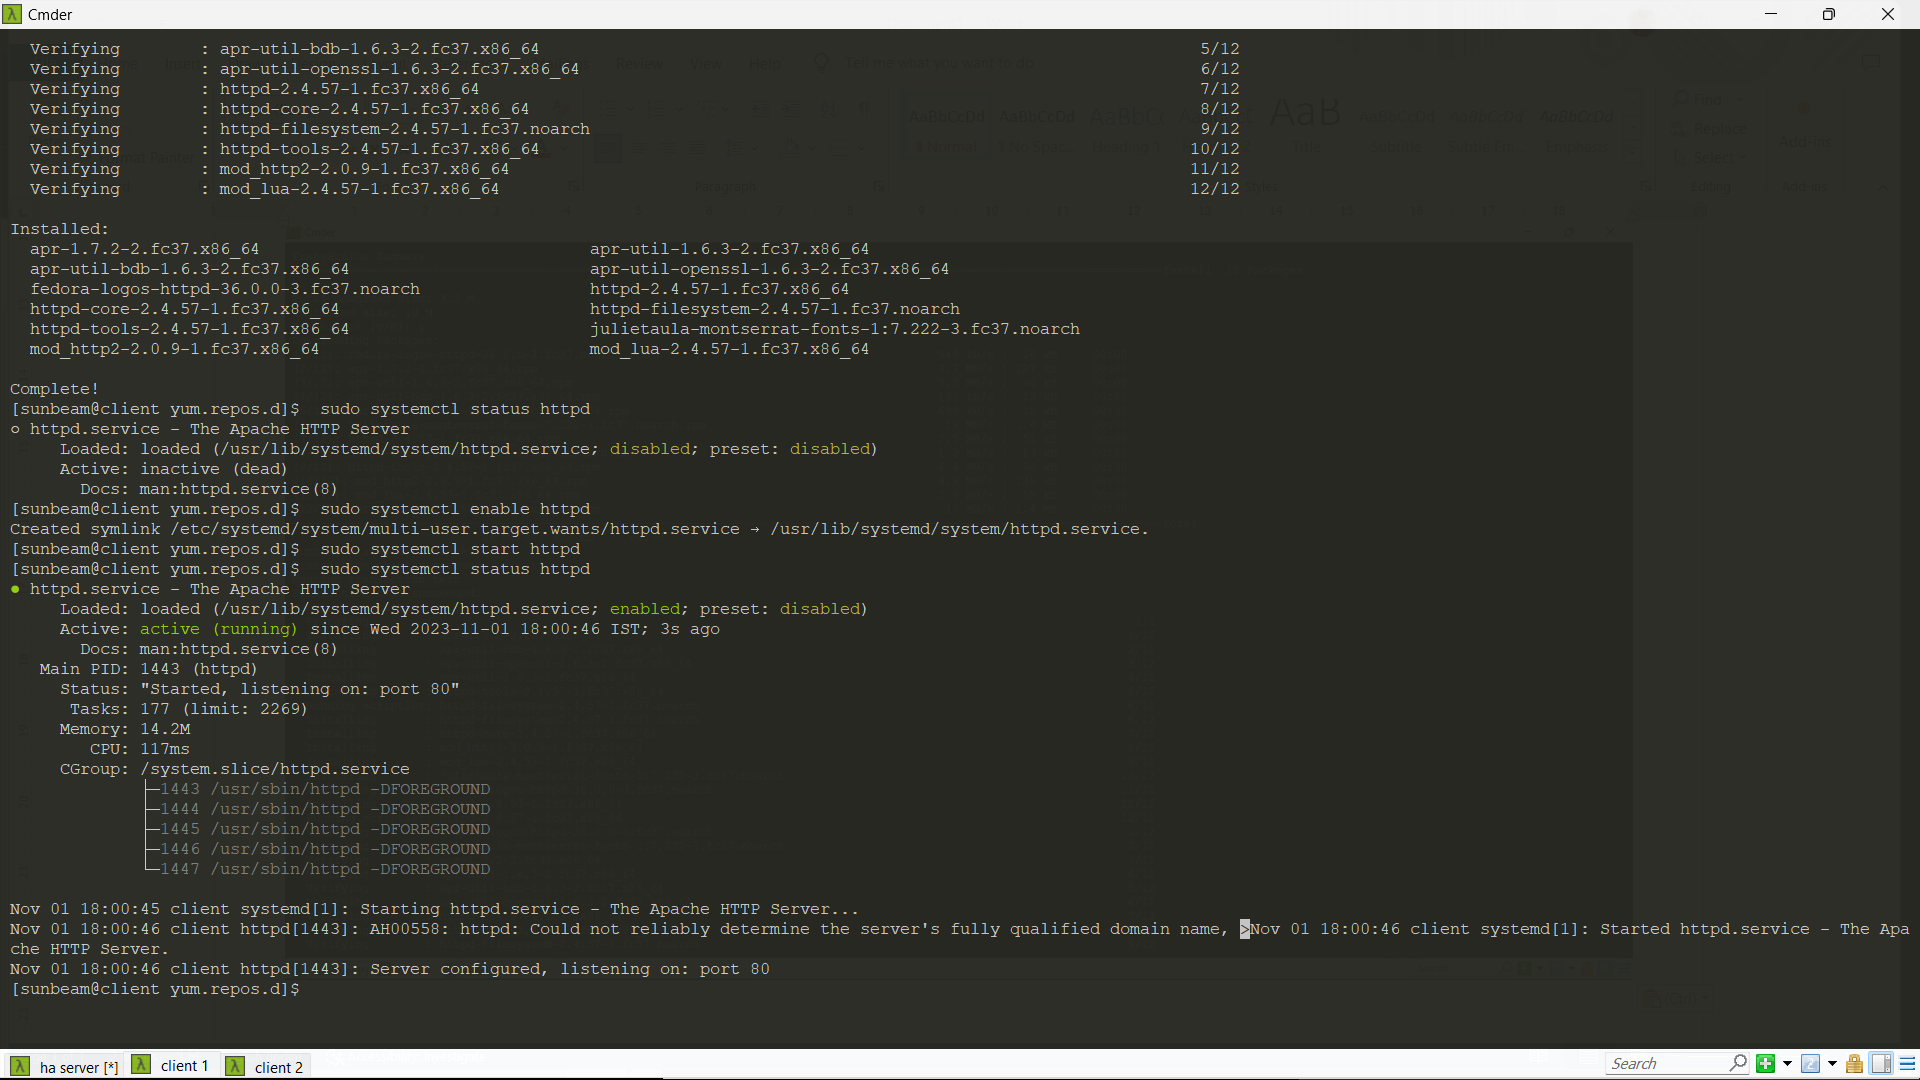 Cmder
Verifying : apr-util-bdb-1.6.3-2.fc37.x86_64 5/12
Verifying : apr-util-openssl-1.6.3-2.fc37.x86_64 6/12
Verifying : httpd-2.4.57-1.fc37.x86_64 7/12
Verifying : httpd-core-2.4.57-1.fc37.x86_64 8/12
Verifying : httpd-filesystem-2.4.57-1.fc37.noarch 9/12
Verifying : httpd-tools-2.4.57-1.fc37.x86_64 10/12
Verifying : mod_http2-2.0.9-1.fc37.x86_64 11/12
Verifying : mod_lua-2.4.57-1.fc37.x86_64 12/12
Installed:
apr-1.7.2-2.fc37.x86_64 apr-util-1.6.3-2.fc37.x86_64
apr-util-bdb-1.6.3-2.fc37.x86_64 apr-util-openssl-1.6.3-2.fc37.x86_64
fedora-logos-httpd-36.0.0-3.fc37.noarch httpd-2.4.57-1.fc37.x86_64
httpd-core-2.4.57-1.fc37.x86_64 httpd-filesystem-2.4.57-1.fc37.noarch
httpd-tools-2.4.57-1.fc37.x86_64 julietaula-montserrat-fonts-1:7.222-3.fc37.noarch
mod_http2-2.0.9-1.fc37.x86_64 mod_lua-2.4.57-1.fc37.x86_64
Complete!
[sunbeam@client yum.repos.d]$ sudo systemctl status httpd
○ httpd.service - The Apache HTTP Server
Loaded: loaded (/usr/lib/systemd/system/httpd.service; disabled; preset: disabled)
Active: inactive (dead)
Docs: man:httpd.service(8)
[sunbeam@client yum.repos.d]$ sudo systemctl enable httpd
Created symlink /etc/systemd/system/multi-user.target.wants/httpd.service → /usr/lib/systemd/system/httpd.service.
[sunbeam@client yum.repos.d]$ sudo systemctl start httpd
[sunbeam@client yum.repos.d]$ sudo systemctl status httpd
● httpd.service - The Apache HTTP Server
Loaded: loaded (/usr/lib/systemd/system/httpd.service; enabled; preset: disabled)
Active: active (running) since Wed 2023-11-01 18:00:46 IST; 3s ago
Docs: man:httpd.service(8)
Main PID: 1443 (httpd)
Status: "Started, listening on: port 80"
Tasks: 177 (limit: 2269)
Memory: 14.2M
CPU: 117ms
CGroup: /system.slice/httpd.service
├─1443 /usr/sbin/httpd -DFOREGROUND
├─1444 /usr/sbin/httpd -DFOREGROUND
├─1445 /usr/sbin/httpd -DFOREGROUND
├─1446 /usr/sbin/httpd -DFOREGROUND
└─1447 /usr/sbin/httpd -DFOREGROUND
Nov 01 18:00:45 client systemd[1]: Starting httpd.service - The Apache HTTP Server...
Nov 01 18:00:46 client httpd[1443]: AH00558: httpd: Could not reliably determine the server's fully qualified domain name, >Nov 01 18:00:46 client systemd[1]: Started httpd.service - The Apa
che HTTP Server.
Nov 01 18:00:46 client httpd[1443]: Server configured, listening on: port 80
[sunbeam@client yum.repos.d]$
ha server [*] client 1 client 2 Search